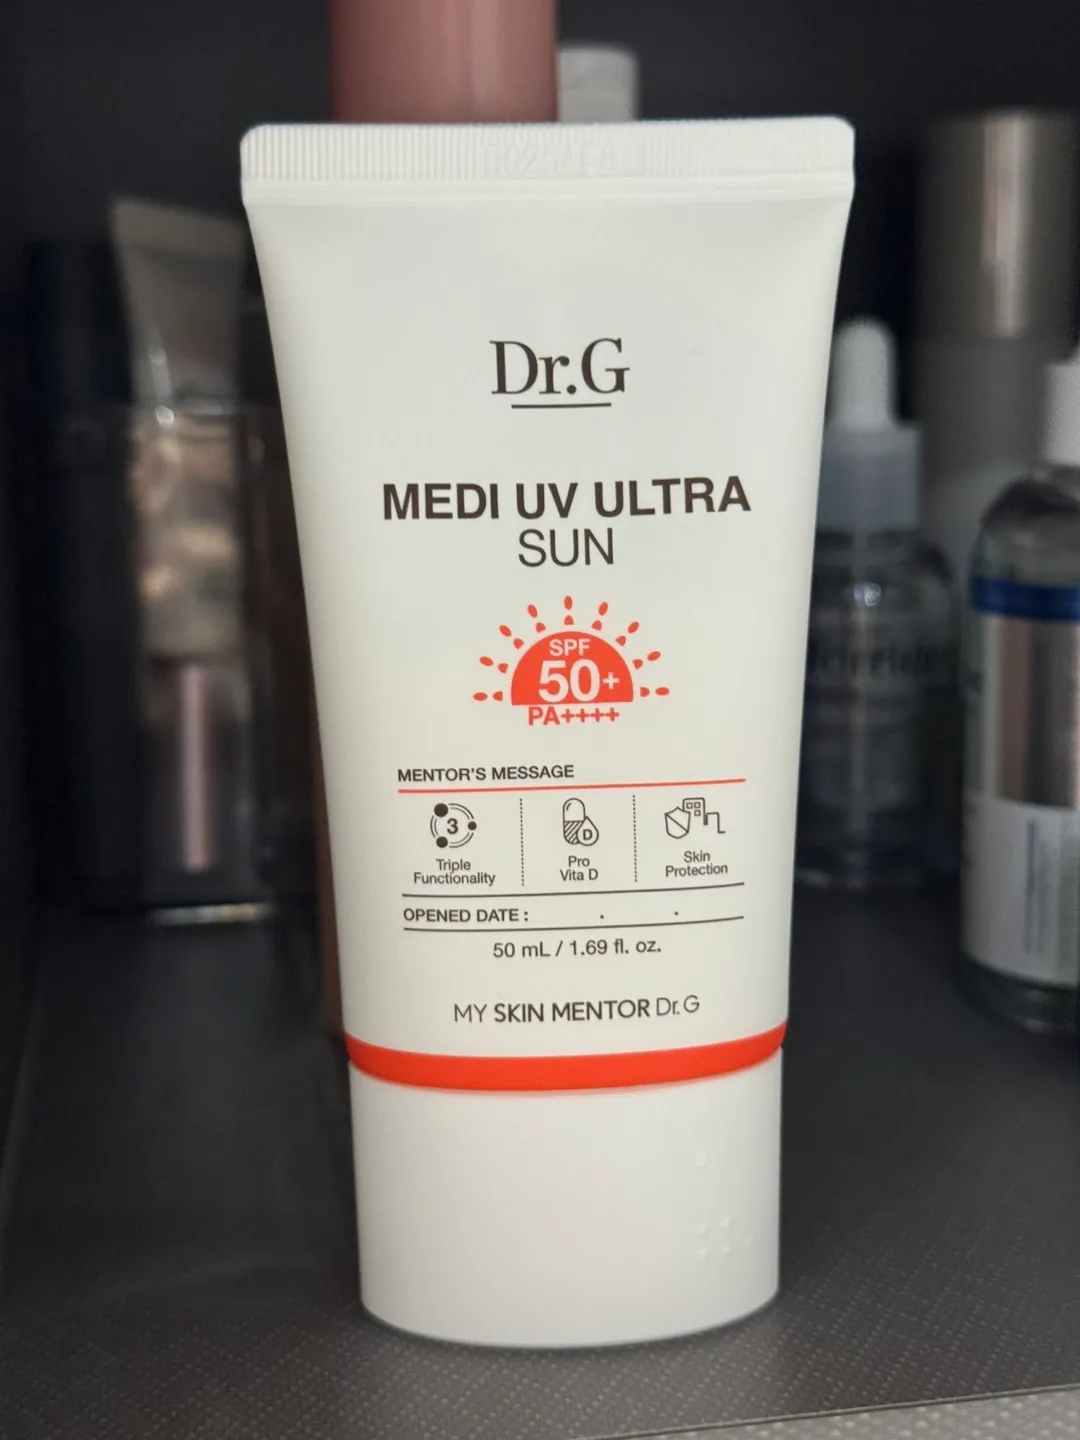 Dr.G
MEDI UV ULTRA
SUN
SPF
50+
PA++++
MENTOR'S MESSAGE
3
Triple
Functionality
D
Pro
Vita D
Skin
Protection
OPENED DATE : . .
50 mL / 1.69 fl. oz.
MY SKIN MENTOR Dr.G